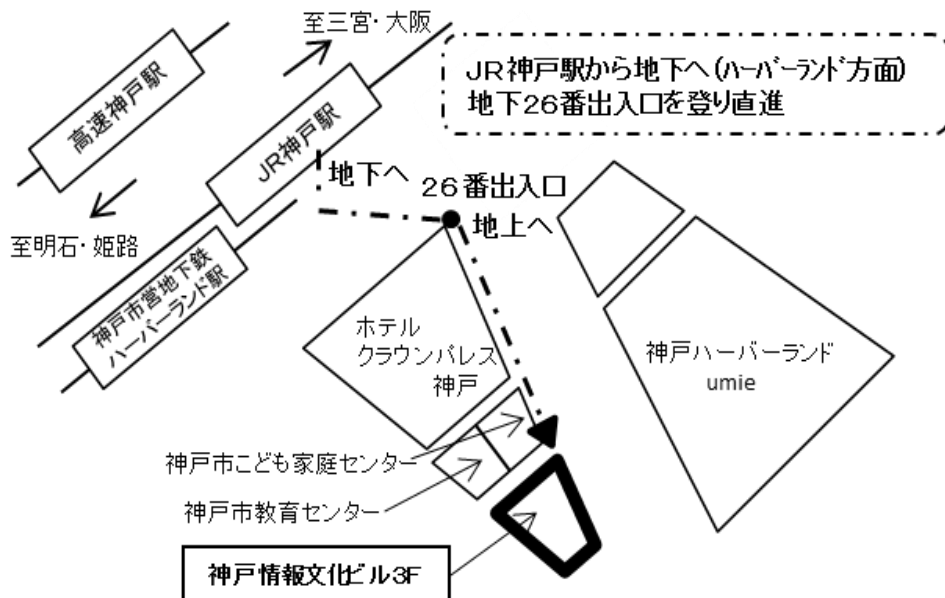 至三宮・大阪
JR神戸駅から地下へ(ハーバーランド方面)
地下26番出入口を登り直進
高速神戸駅
JR神戸駅
地下へ
26番出入口
地上へ
至明石・姫路
神戸市営地下鉄
ハーバーランド駅
ホテル
クラウンパレス
神戸
神戸ハーバーランド
umie
神戸市こども家庭センター
神戸市教育センター
神戸情報文化ビル3F